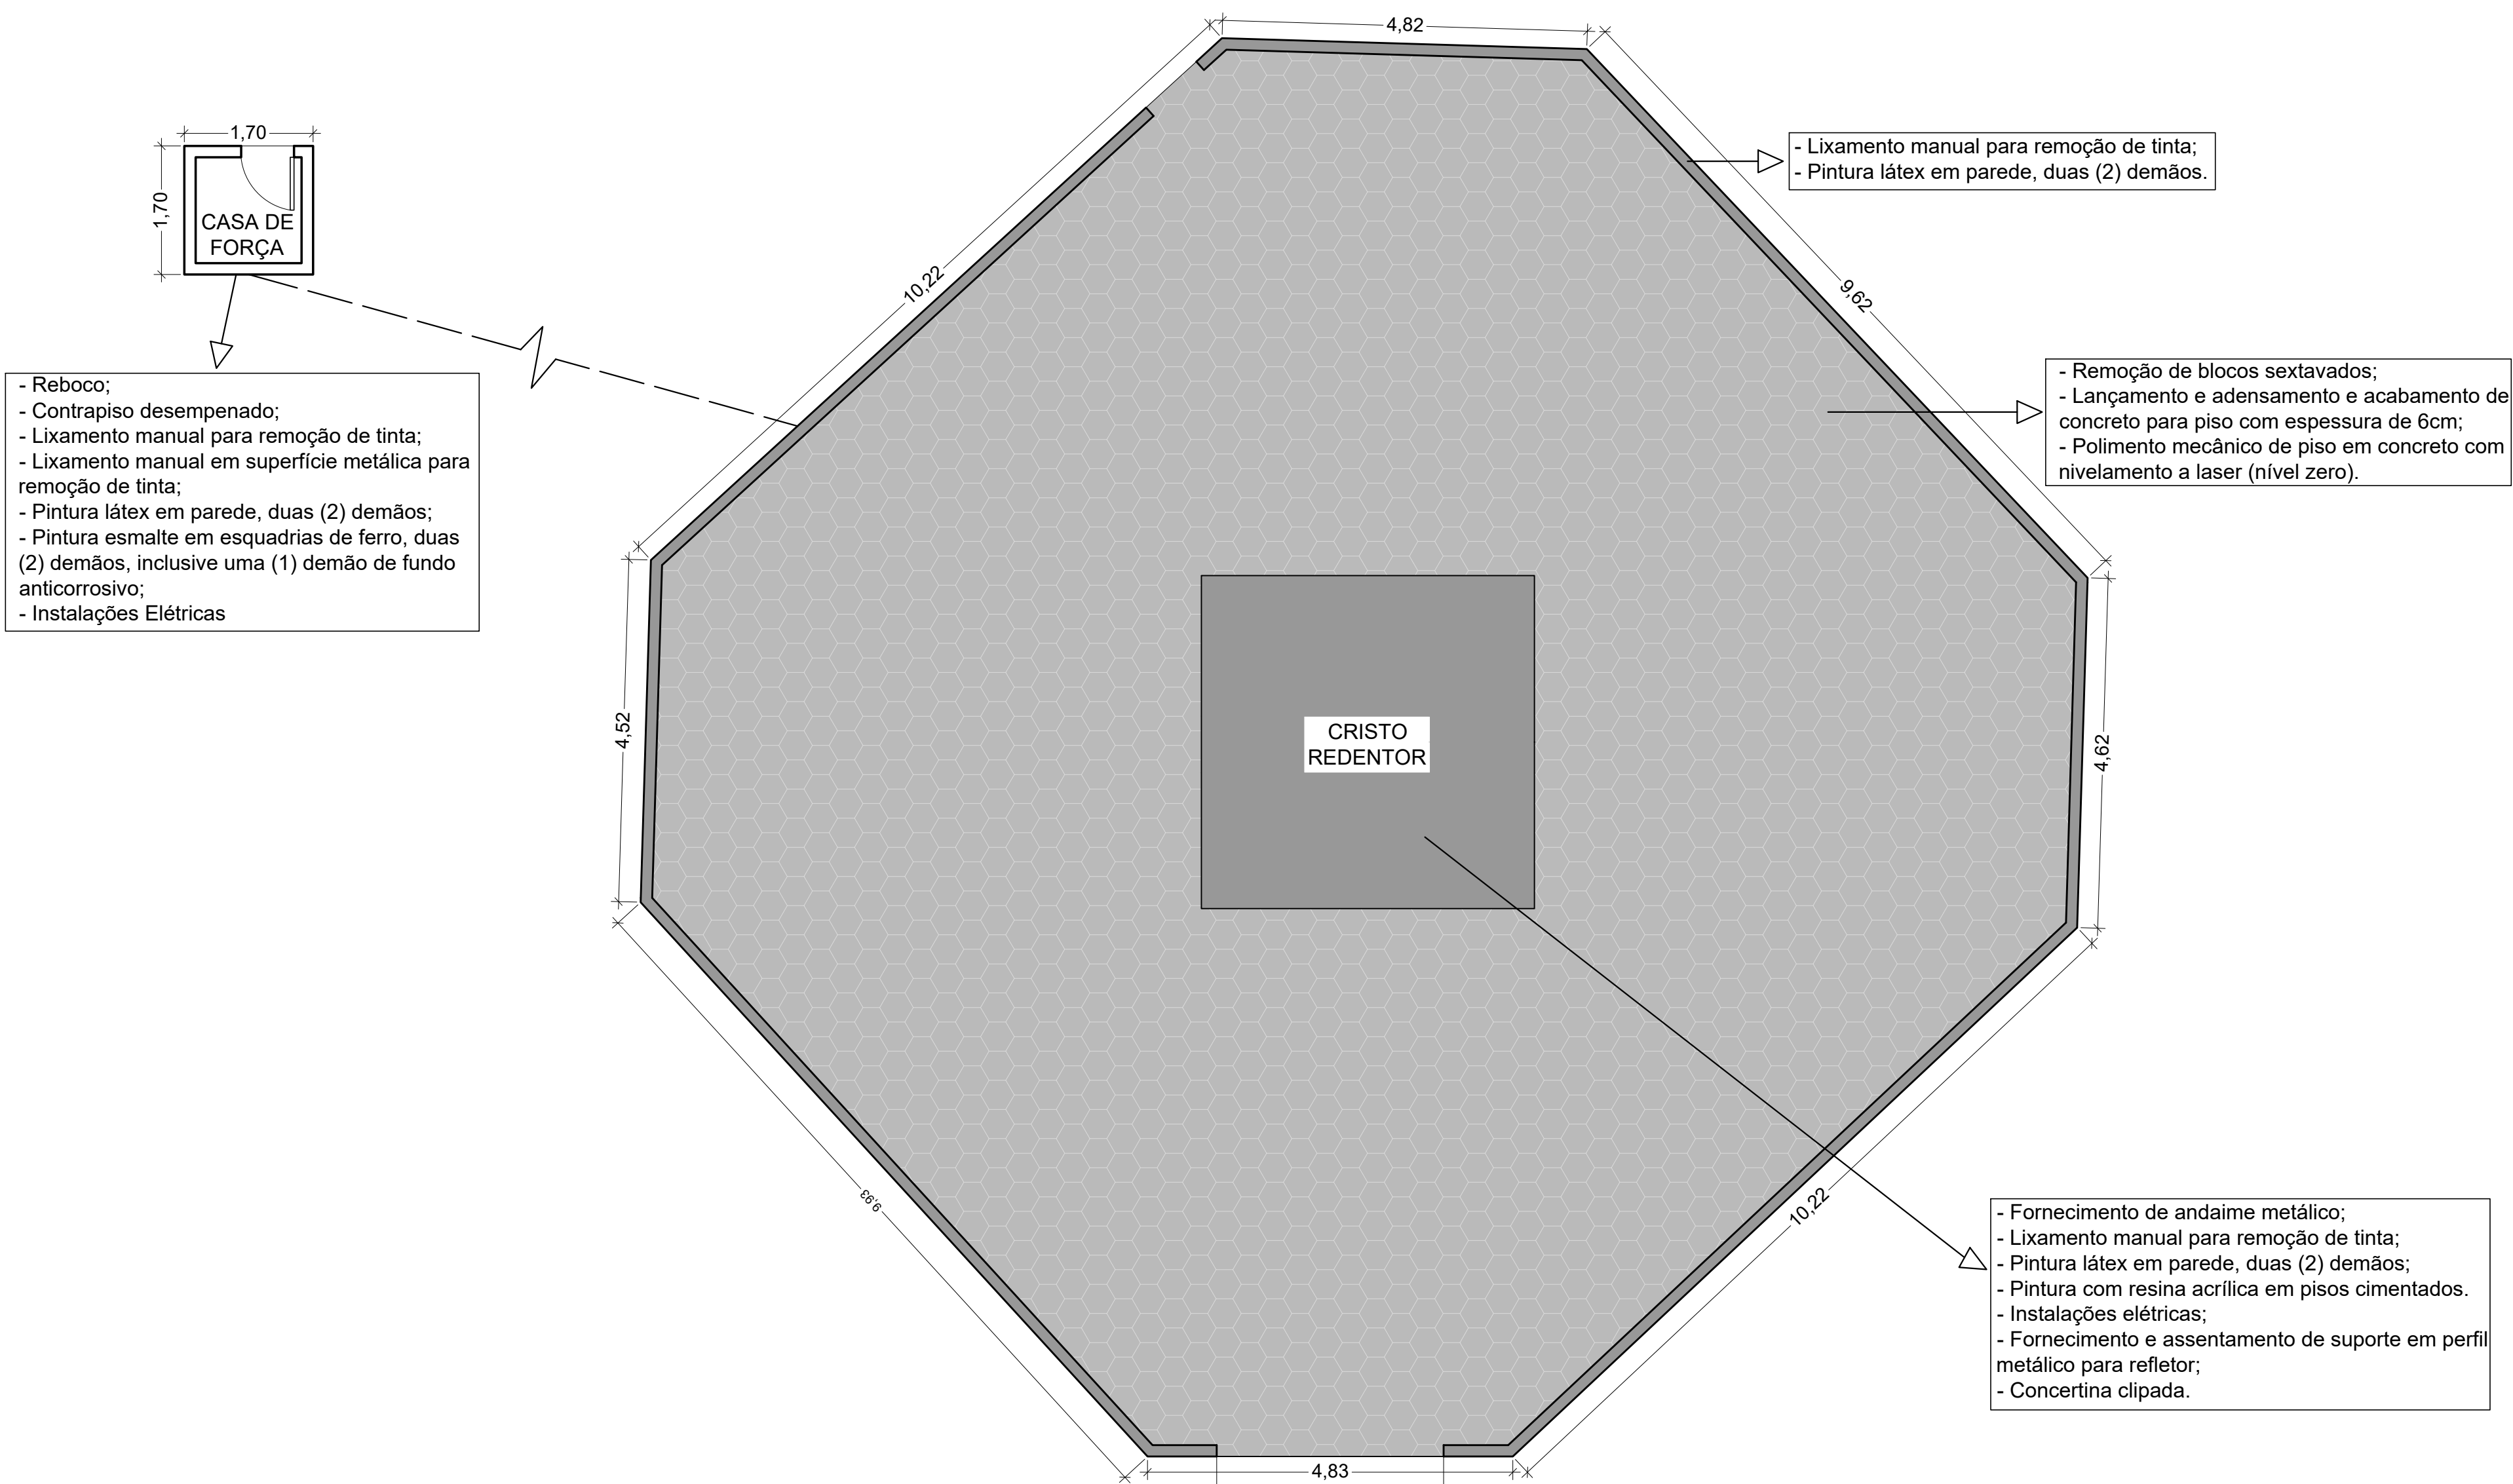 4,82
1,70
1,70
CASA DE
FORÇA
- Lixamento manual para remoção de tinta;
- Pintura látex em parede, duas (2) demãos.
10,22
9,62
- Reboco;
- Contrapiso desempenado;
- Lixamento manual para remoção de tinta;
- Lixamento manual em superfície metálica para
remoção de tinta;
- Pintura látex em parede, duas (2) demãos;
- Pintura esmalte em esquadrias de ferro, duas
(2) demãos, inclusive uma (1) demão de fundo
anticorrosivo;
- Instalações Elétricas
- Remoção de blocos sextavados;
- Lançamento e adensamento e acabamento de
concreto para piso com espessura de 6cm;
- Polimento mecânico de piso em concreto com
nivelamento a laser (nível zero).
4,52
CRISTO
REDENTOR
4,62
9,93
10,22
- Fornecimento de andaime metálico;
- Lixamento manual para remoção de tinta;
- Pintura látex em parede, duas (2) demãos;
- Pintura com resina acrílica em pisos cimentados.
- Instalações elétricas;
- Fornecimento e assentamento de suporte em perfil
metálico para refletor;
- Concertina clipada.
4,83